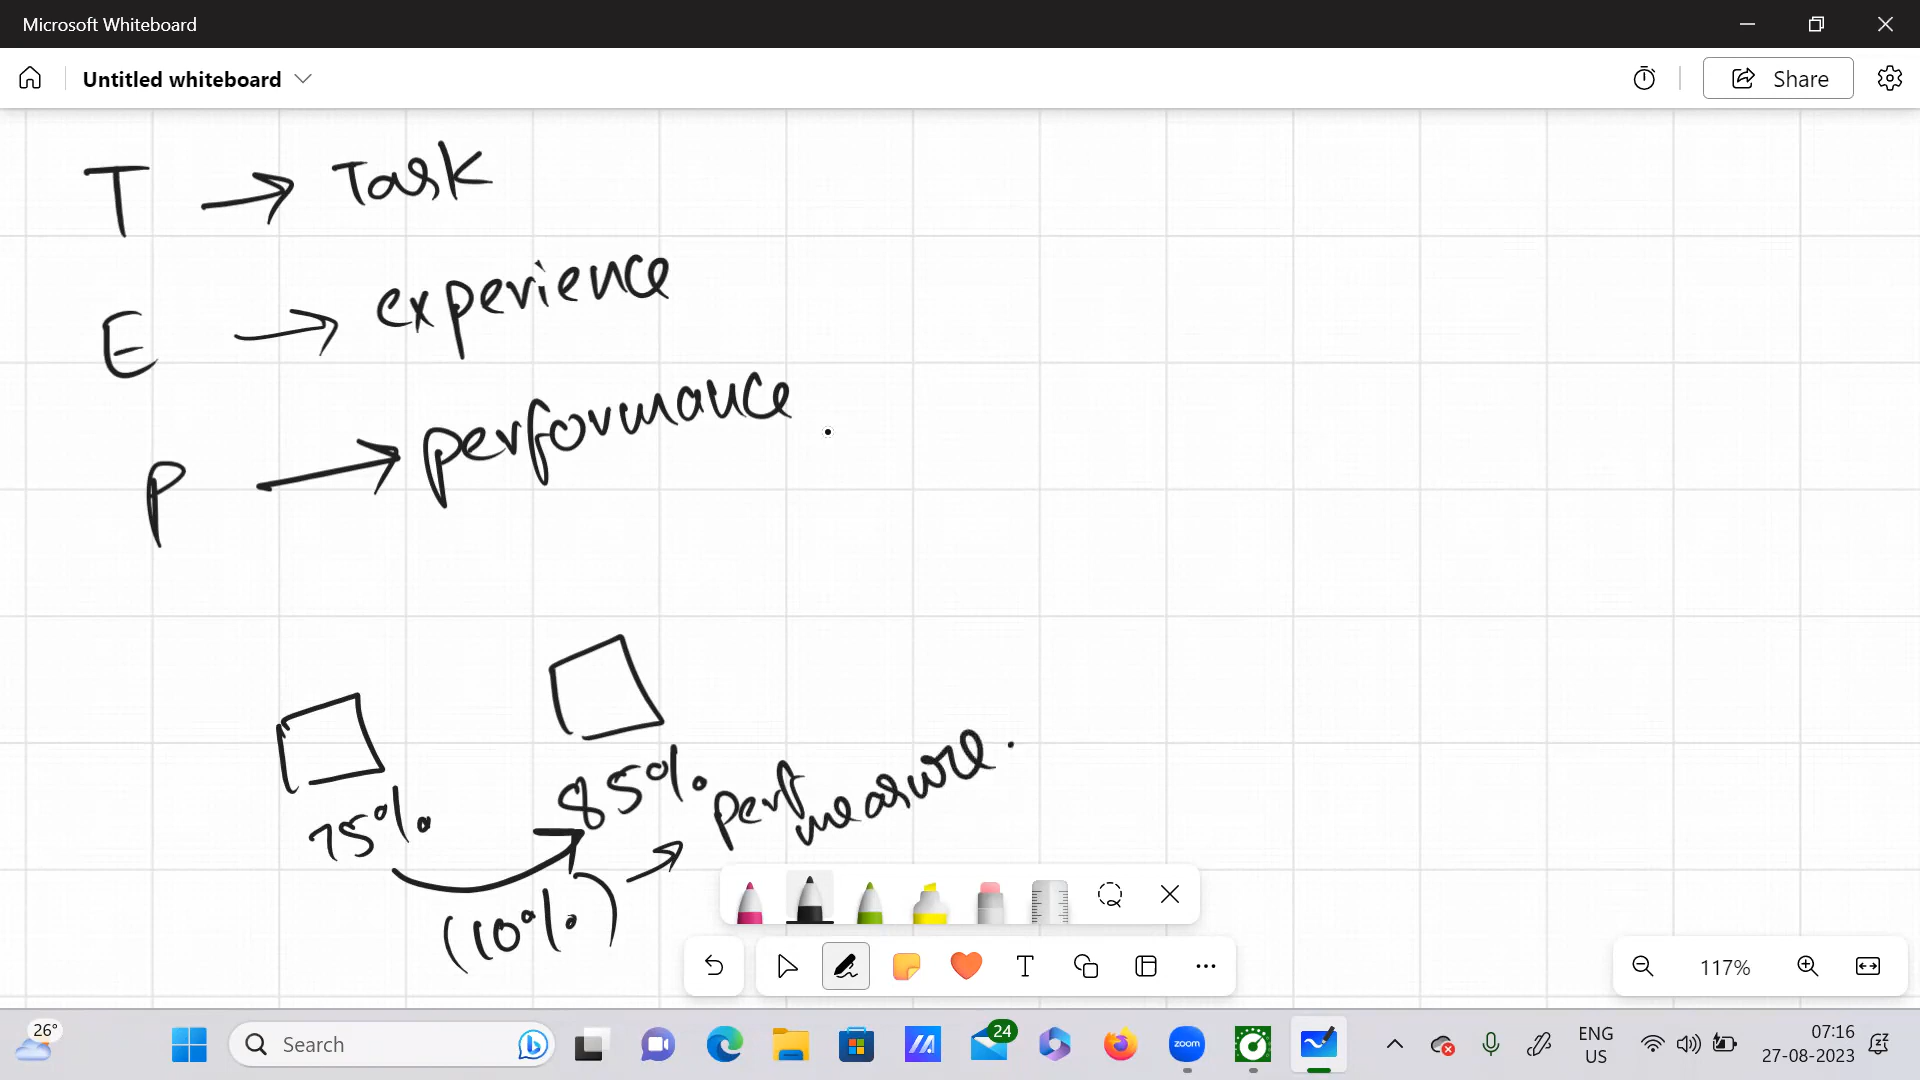 Microsoft Whiteboard
Untitled whiteboard
Share
T → Task
E → experience
P → performance
75%
85%
(10%) → perf measure.
T
117%
26°
Search
24
zoom
ENG US
07:16
27-08-2023